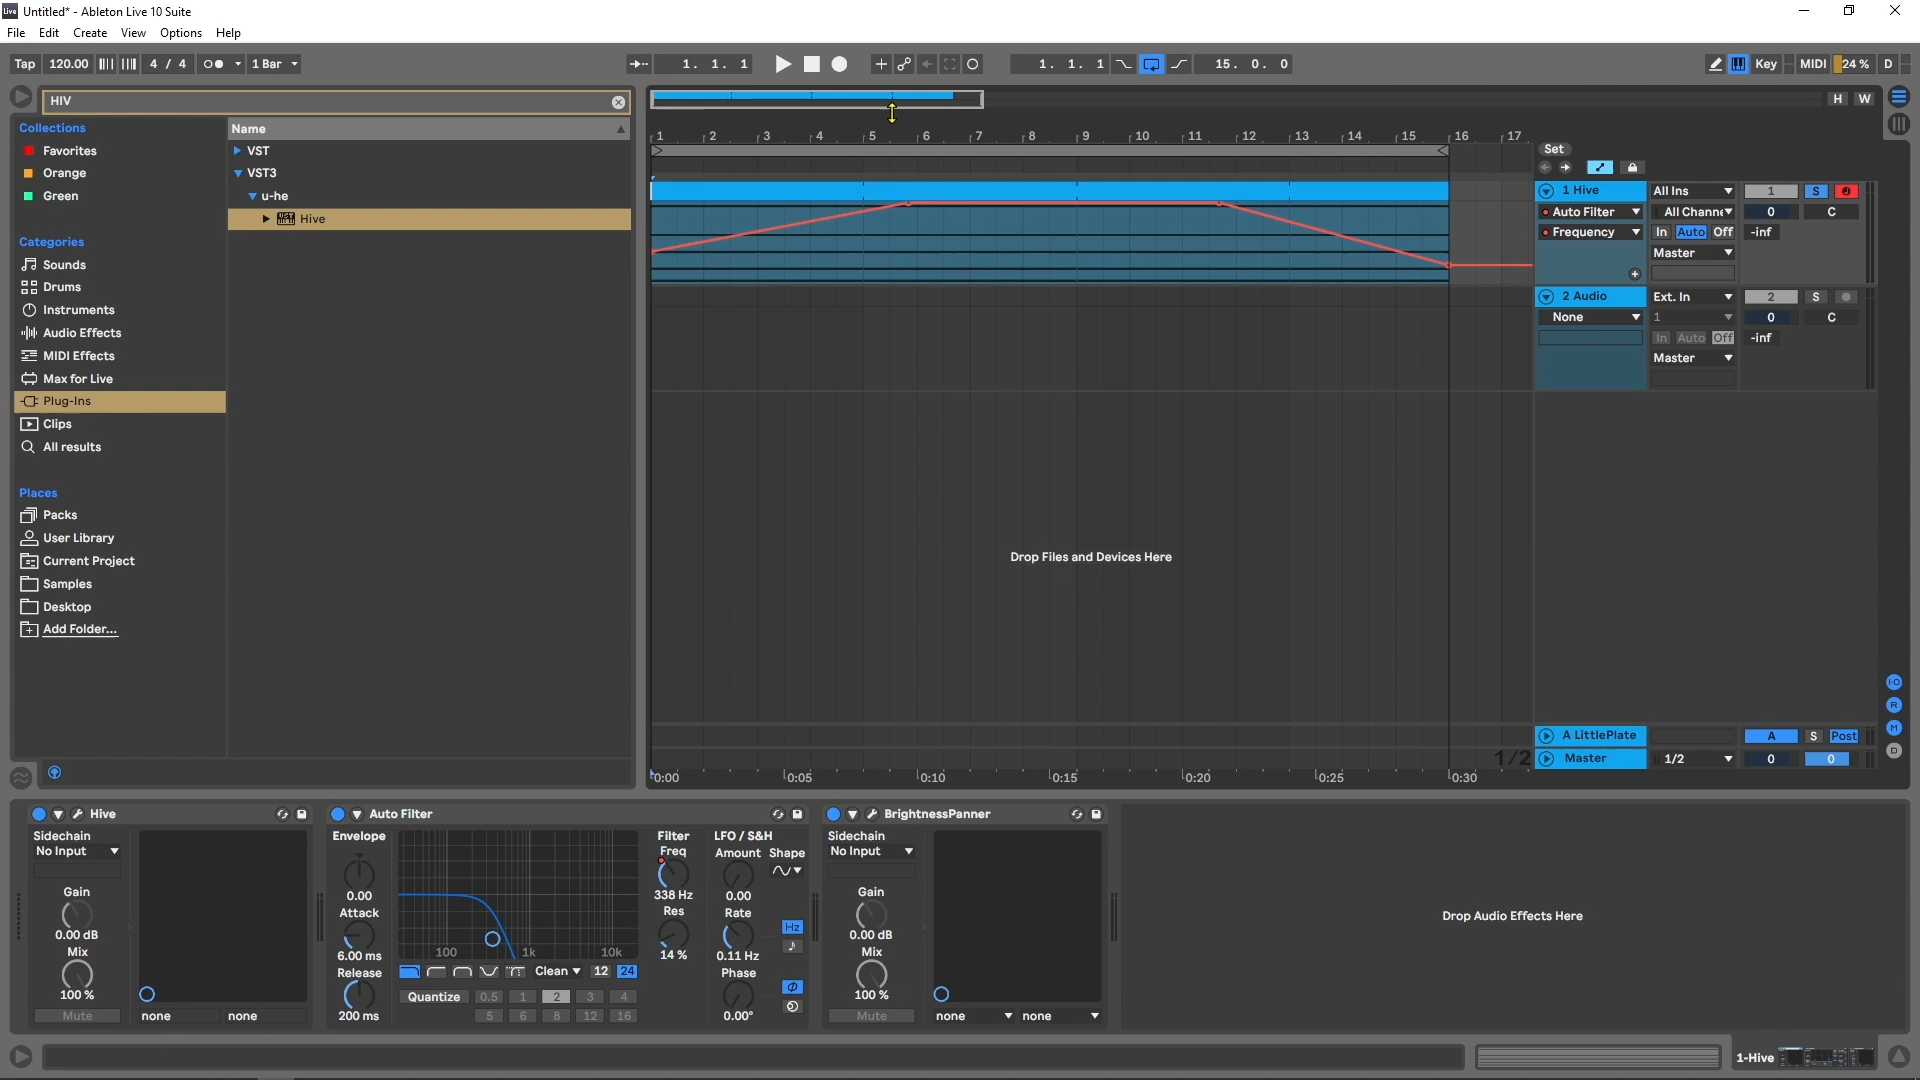 Live Untitled* - Ableton Live 10 Suite
File Edit Create View Options Help
Tap 120.00 4 / 4 1 Bar 1. 1. 1 1. 1. 1 15. 0. 0 Key MIDI 24 % D
HIV
H W
Collections
Favorites
Orange
Green
Categories
Sounds
Drums
Instruments
Audio Effects
MIDI Effects
Max for Live
Plug-Ins
Clips
All results
Places
Packs
User Library
Current Project
Samples
Desktop
Add Folder...
Name
VST
VST3
u-he
Hive
1 2 3 4 5 6 7 8 9 10 11 12 13 14 15 16 17
Set
1 Hive All Ins 1 S
Auto Filter All Channe 0 C
Frequency In Auto Off -inf
Master
2 Audio Ext. In 2 S
None 1 0 C
In Auto Off -inf
Master
Drop Files and Devices Here
I-O
R
M
D
A LittlePlate A S Post
1/2 Master 1/2 0 0
0:00 0:05 0:10 0:15 0:20 0:25 0:30
Hive
Sidechain
No Input
Gain
0.00 dB
Mix
100 %
Mute
none none
Auto Filter
Envelope
0.00
Attack
6.00 ms
Release
200 ms
100 1k 10k
Clean 12 24
Quantize 0.5 1 2 3 4
5 6 8 12 16
Filter
Freq
338 Hz
Res
14 %
LFO / S&H
Amount Shape
0.00
Rate
Hz
0.11 Hz
Phase
0.00°
BrightnessPanner
Sidechain
No Input
Gain
0.00 dB
Mix
100 %
Mute
none none
Drop Audio Effects Here
1-Hive